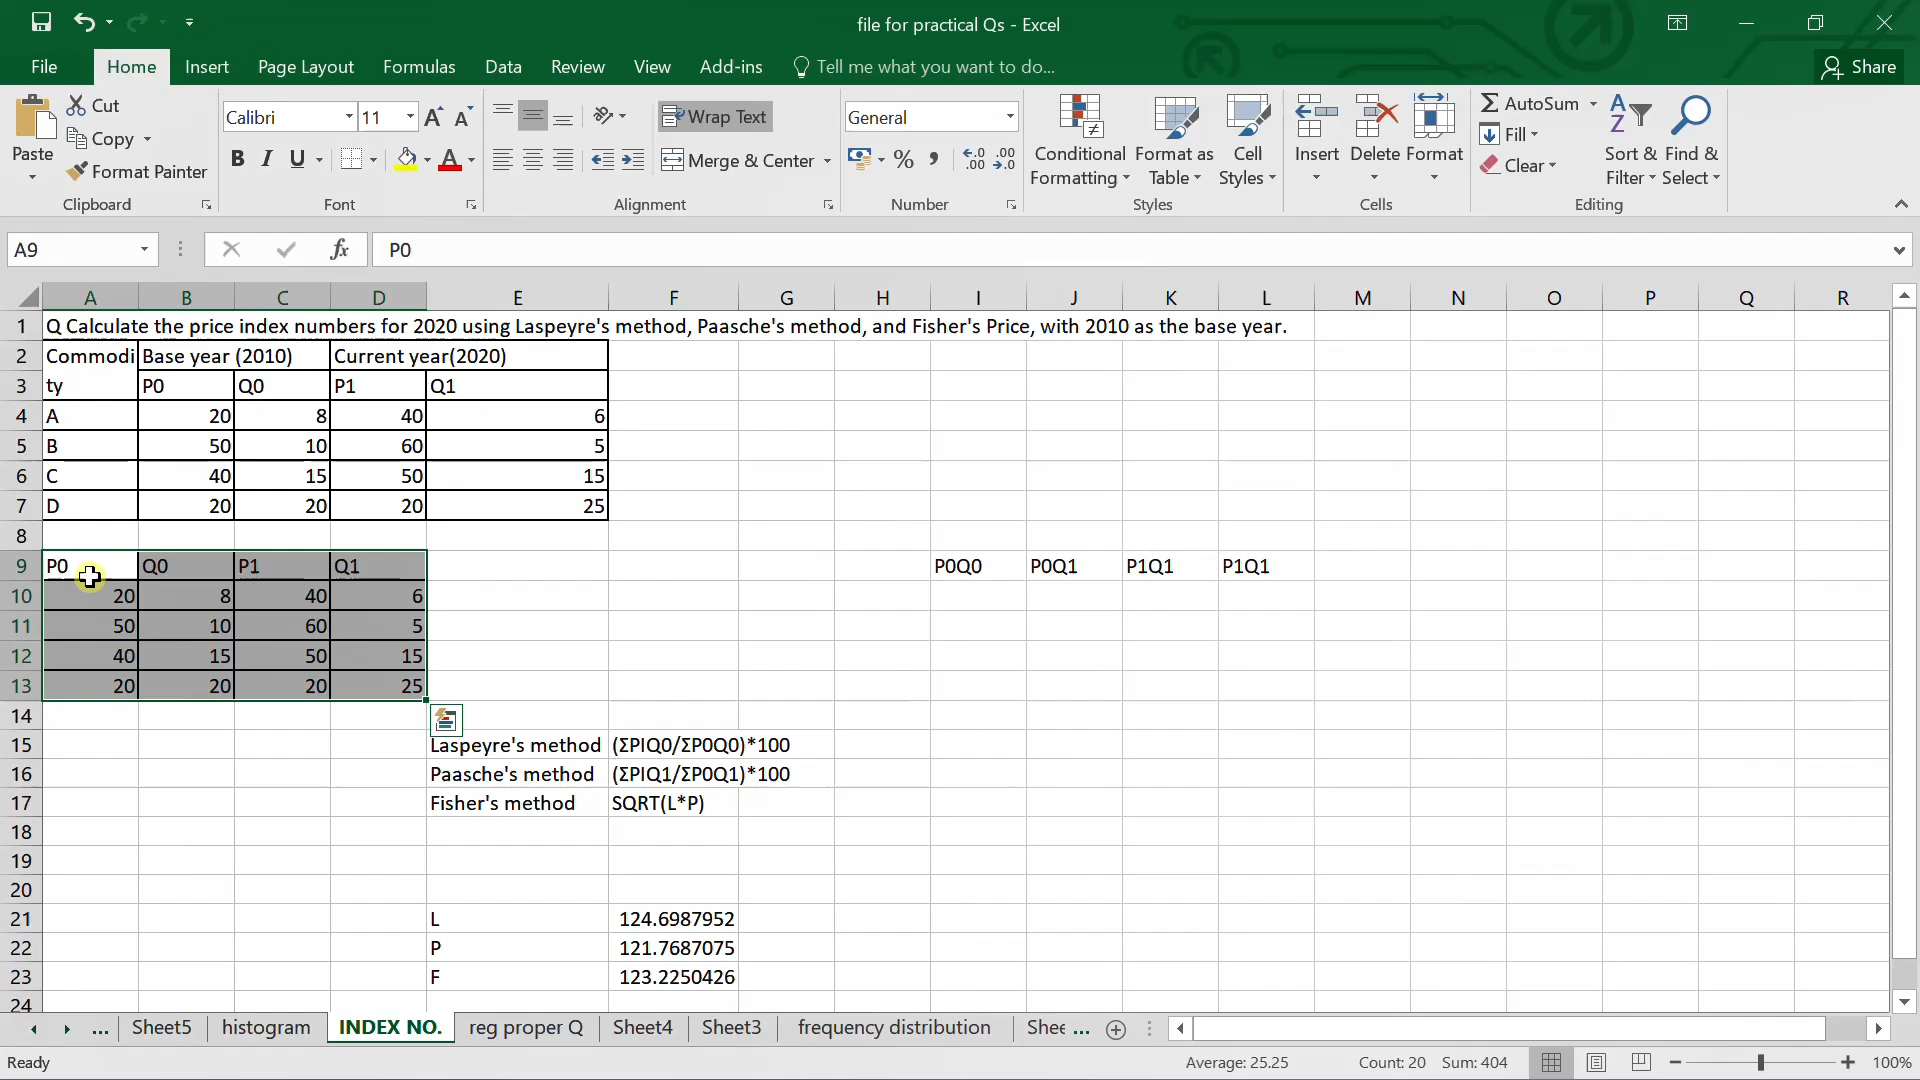 file for practical Qs - Excel
File Home Insert Page Layout Formulas Data Review View Add-ins Tell me what you want to do... Share
Paste
Cut
Copy
Format Painter
Clipboard
Calibri 11
B I U
Font
Wrap Text
Merge & Center
Alignment
General
Number
Conditional Formatting
Format as Table
Cell Styles
Styles
Insert Delete Format
Cells
AutoSum
Fill
Clear
Sort & Filter
Find & Select
Editing
A9 fx P0
A B C D E F G H I J K L M N O P Q R
1 Q Calculate the price index numbers for 2020 using Laspeyre's method, Paasche's method, and Fisher's Price, with 2010 as the base year.
2 Commodi Base year (2010) Current year(2020)
3 ty P0 Q0 P1 Q1
4 A 20 8 40 6
5 B 50 10 60 5
6 C 40 15 50 15
7 D 20 20 20 25
8
9 P0 Q0 P1 Q1 P0Q0 P0Q1 P1Q1 P1Q1
10 20 8 40 6
11 50 10 60 5
12 40 15 50 15
13 20 20 20 25
14
15 Laspeyre's method (ΣPIQ0/ΣP0Q0)*100
16 Paasche's method (ΣPIQ1/ΣP0Q1)*100
17 Fisher's method SQRT(L*P)
18
19
20
21 L 124.6987952
22 P 121.7687075
23 F 123.2250426
24
... Sheet5 histogram INDEX NO. reg proper Q Sheet4 Sheet3 frequency distribution Shee ...
Ready Average: 25.25 Count: 20 Sum: 404 100%